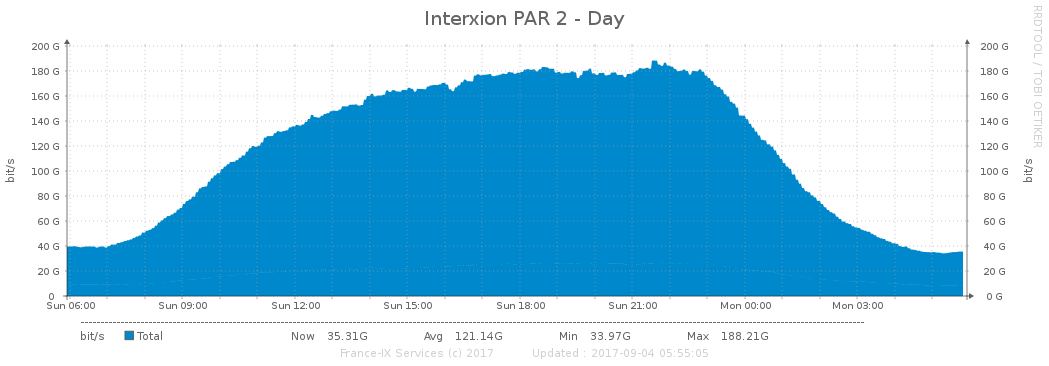 Interxion PAR 2 - Day
RRDTOOL / TOBI OETIKER
bit/s
200 G 200 G
180 G 180 G
160 G 160 G
140 G 140 G
120 G 120 G
100 G 100 G
80 G 80 G
60 G 60 G
40 G 40 G
20 G 20 G
0 0 G
bit/s
Sun 06:00 Sun 09:00 Sun 12:00 Sun 15:00 Sun 18:00 Sun 21:00 Mon 00:00 Mon 03:00
bit/s Total Now 35.31G Avg 121.14G Min 33.97G Max 188.21G
France-IX Services (c) 2017 Updated : 2017-09-04 05:55:05